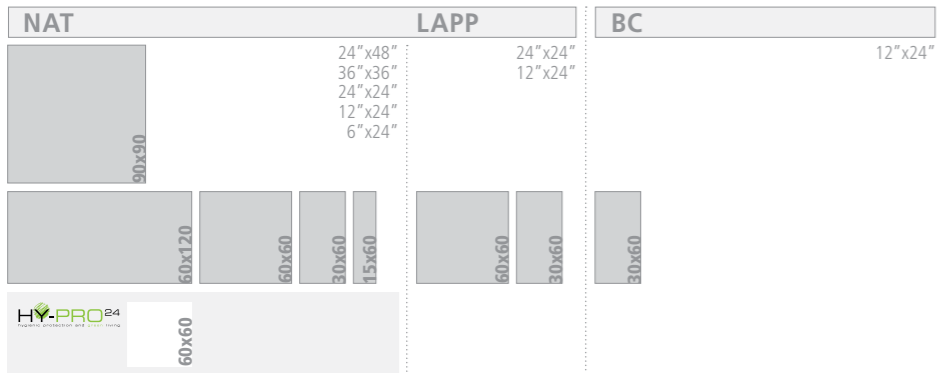 NAT
LAPP
BC
24”x48”
36”x36”
24”x24”
12”x24”
6”x24”
24”x24”
12”x24”
12”x24”
90x90
60x120
60x60
30x60
15x60
60x60
30x60
30x60
HY-PRO24
hygienic protection and green living
60x60